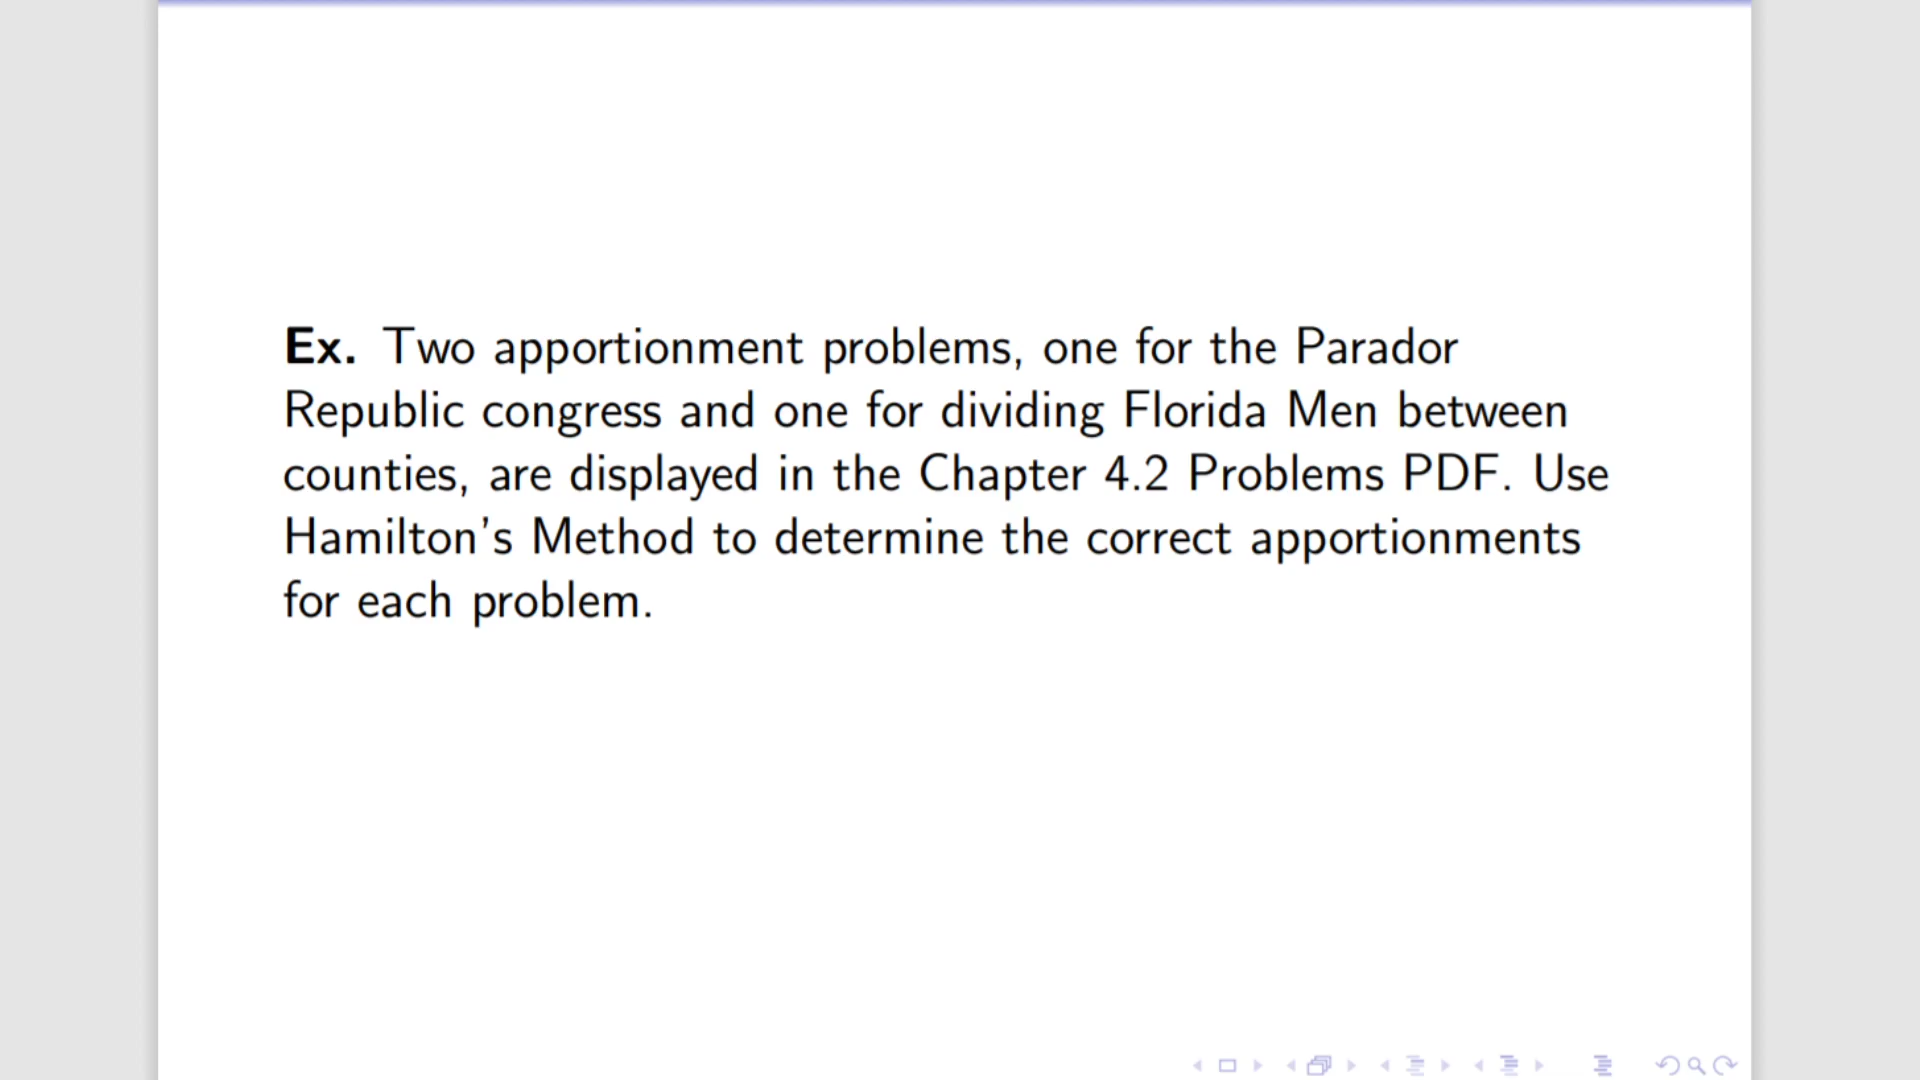 Ex. Two apportionment problems, one for the Parador
Republic congress and one for dividing Florida Men between
counties, are displayed in the Chapter 4.2 Problems PDF. Use
Hamilton's Method to determine the correct apportionments
for each problem.